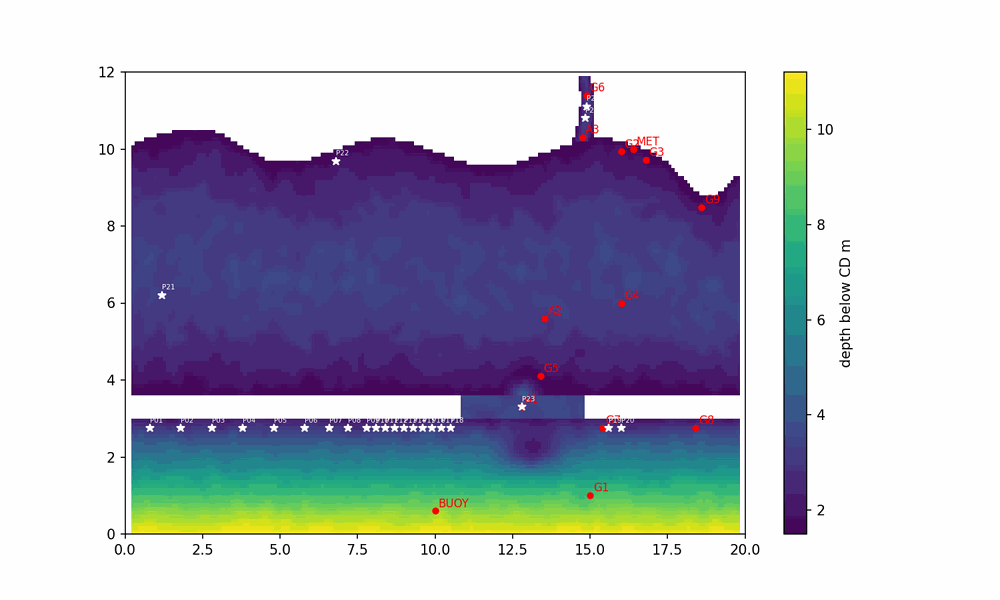 12
10
8
6
4
2
0
0.0 2.5 5.0 7.5 10.0 12.5 15.0 17.5 20.0
G6
MET
G3
G9
P22
P21
G4
G5
P23
P01 P02 P03 P04 P05 P06 P07 P08 P18
P20
G8
G1
BUOY
10
8
6
4
2
depth below CD m